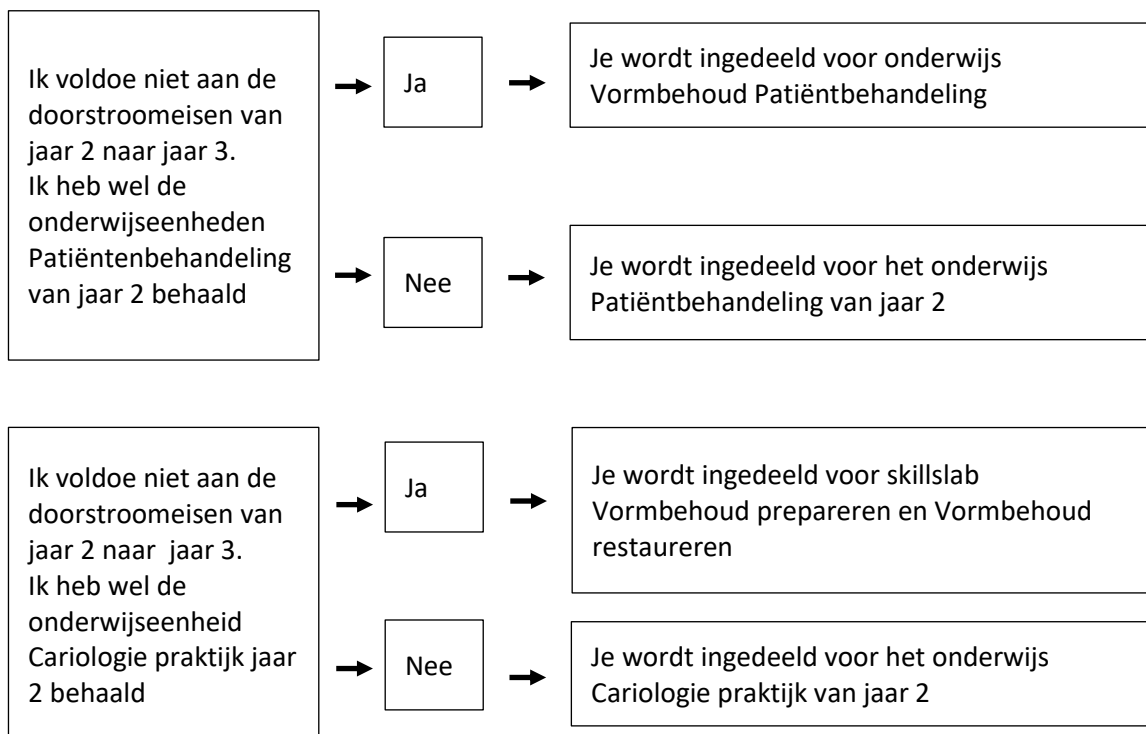 Ik voldoe niet aan de
doorstroomeisen van
jaar 2 naar jaar 3.
Ik heb wel de
onderwijseenheden
Patiëntenbehandeling
van jaar 2 behaald
Ja
Je wordt ingedeeld voor onderwijs
Vormbehoud Patiëntbehandeling
Nee
Je wordt ingedeeld voor het onderwijs
Patiëntbehandeling van jaar 2
Ik voldoe niet aan de
doorstroomeisen van
jaar 2 naar  jaar 3.
Ik heb wel de
onderwijseenheid
Cariologie praktijk jaar
2 behaald
Ja
Je wordt ingedeeld voor skillslab
Vormbehoud prepareren en Vormbehoud
restaureren
Nee
Je wordt ingedeeld voor het onderwijs
Cariologie praktijk van jaar 2